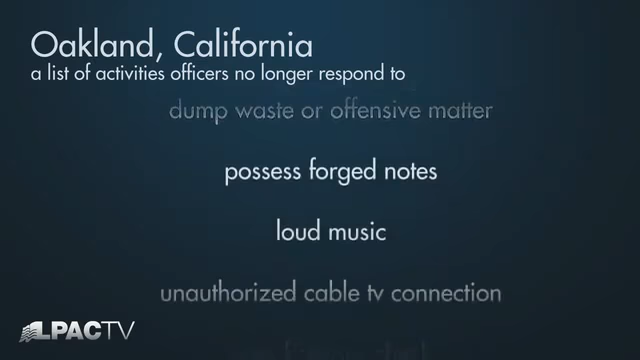 Oakland, California
a list of activities officers no longer respond to
dump waste or offensive matter
possess forged notes
loud music
unauthorized cable tv connection
LPACTV